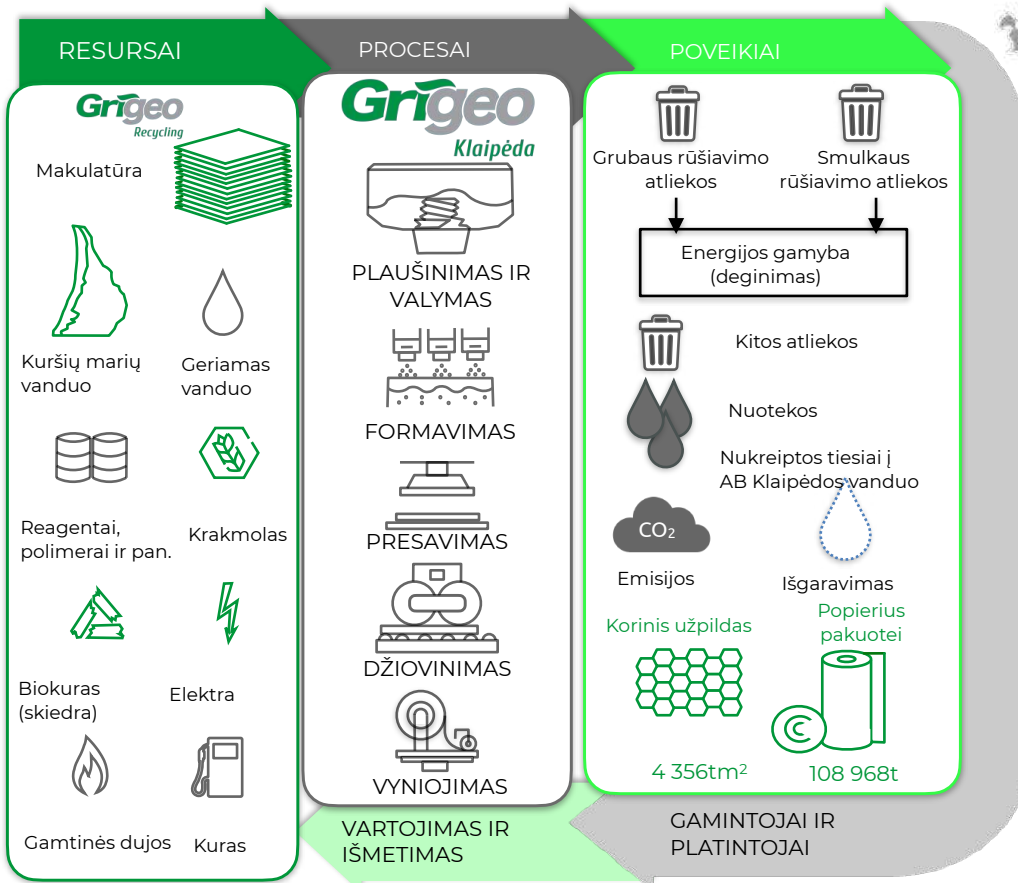 RESURSAI
PROCESAI
POVEIKIAI
Grigeo
Recycling
Makulatūra
Kuršių marių
vanduo
Geriamas
vanduo
Reagentai,
polimerai ir pan.
Krakmolas
Biokuras
(skiedra)
Elektra
Gamtinės dujos
Kuras
Grigeo
Klaipėda
PLAUŠINIMAS IR
VALYMAS
FORMAVIMAS
PRESAVIMAS
DŽIOVINIMAS
VYNIOJIMAS
Grubaus rūšiavimo
atliekos
Smulkaus
rūšiavimo atliekos
Energijos gamyba
(deginimas)
Kitos atliekos
Nuotekos
Nukreiptos tiesiai į
AB Klaipėdos vanduo
CO₂
Emisijos
Išgaravimas
Korinis užpildas
Popierius
pakuotei
4 356tm²
108 968t
VARTOJIMAS IR
IŠMETIMAS
GAMINTOJAI IR
PLATINTOJAI